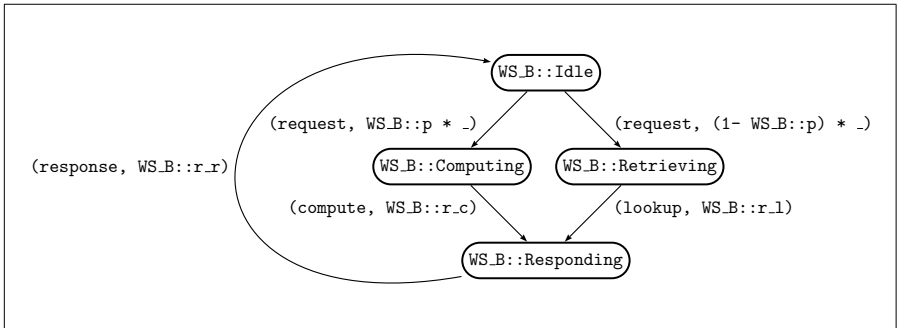 WS_B::Idle
(request, WS_B::p * _)
(request, (1- WS_B::p) * _)
(response, WS_B::r_r)
WS_B::Computing
WS_B::Retrieving
(compute, WS_B::r_c)
(lookup, WS_B::r_l)
WS_B::Responding